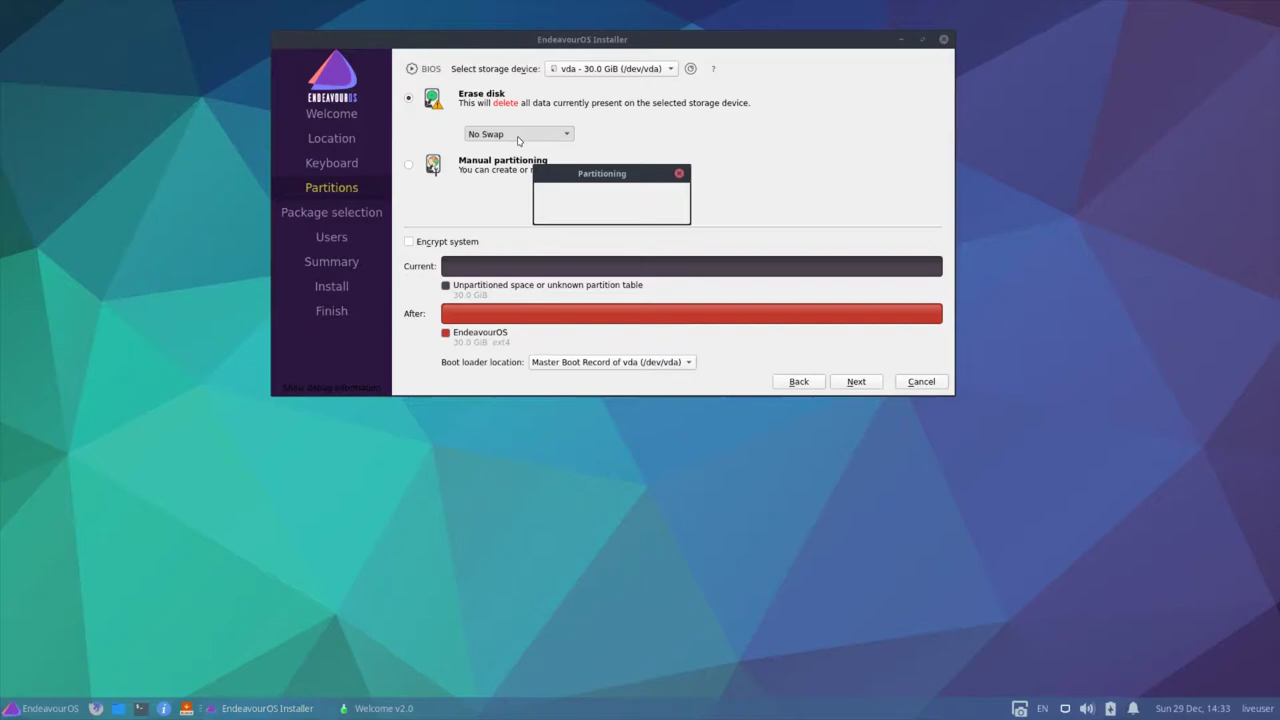 EndeavourOS Installer
BIOS Select storage device: vda - 30.0 GiB (/dev/vda) ?
ENDEAVOUROS
Welcome
Location
Keyboard
Partitions
Package selection
Users
Summary
Install
Finish
Show debug information
Erase disk
This will delete all data currently present on the selected storage device.
No Swap
Manual partitioning
You can create or
Partitioning
Encrypt system
Current:
Unpartitioned space or unknown partition table
30.0 GiB
After:
EndeavourOS
30.0 GiB ext4
Boot loader location: Master Boot Record of vda (/dev/vda)
Back Next Cancel
EndeavourOS EndeavourOS Installer Welcome v2.0 EN Sun 29 Dec, 14:33 liveuser